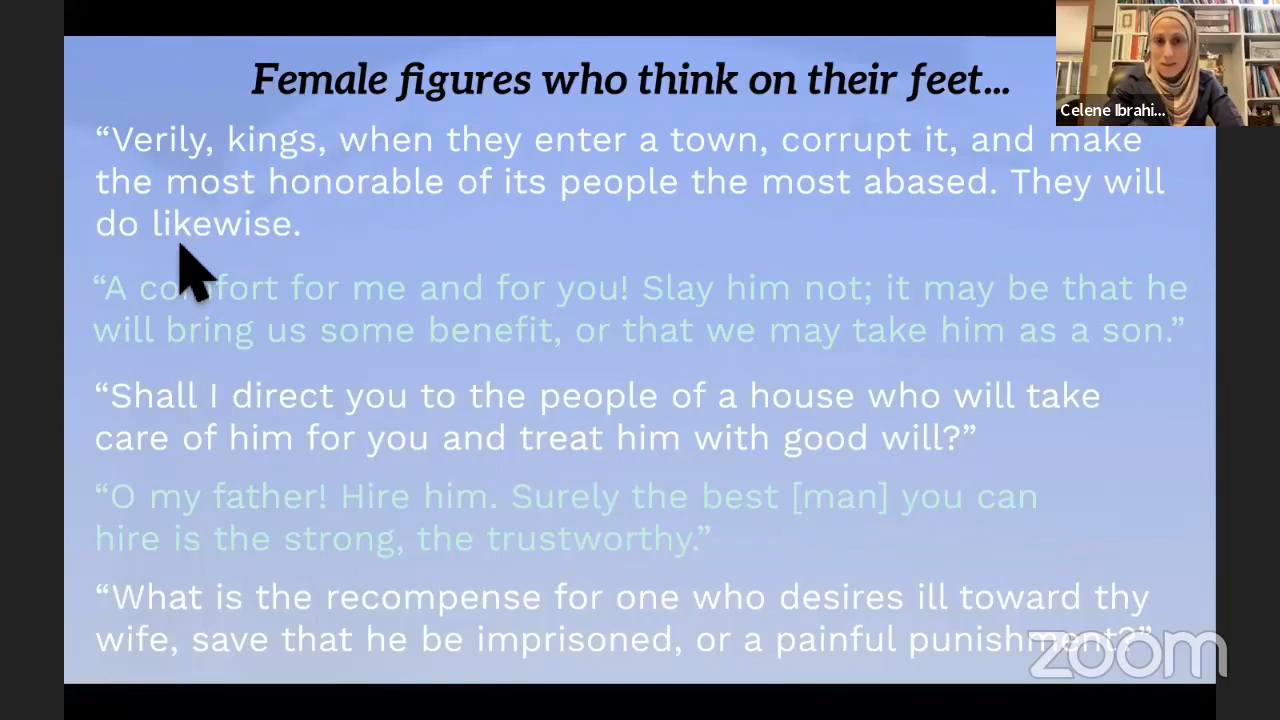 Female figures who think on their feet...
Celene Ibrahi...
“Verily, kings, when they enter a town, corrupt it, and make
the most honorable of its people the most abased. They will
do likewise.
“A comfort for me and for you! Slay him not; it may be that he
will bring us some benefit, or that we may take him as a son.”
“Shall I direct you to the people of a house who will take
care of him for you and treat him with good will?”
“O my father! Hire him. Surely the best [man] you can
hire is the strong, the trustworthy.”
“What is the recompense for one who desires ill toward thy
wife, save that he be imprisoned, or a painful punishment?”
zoom